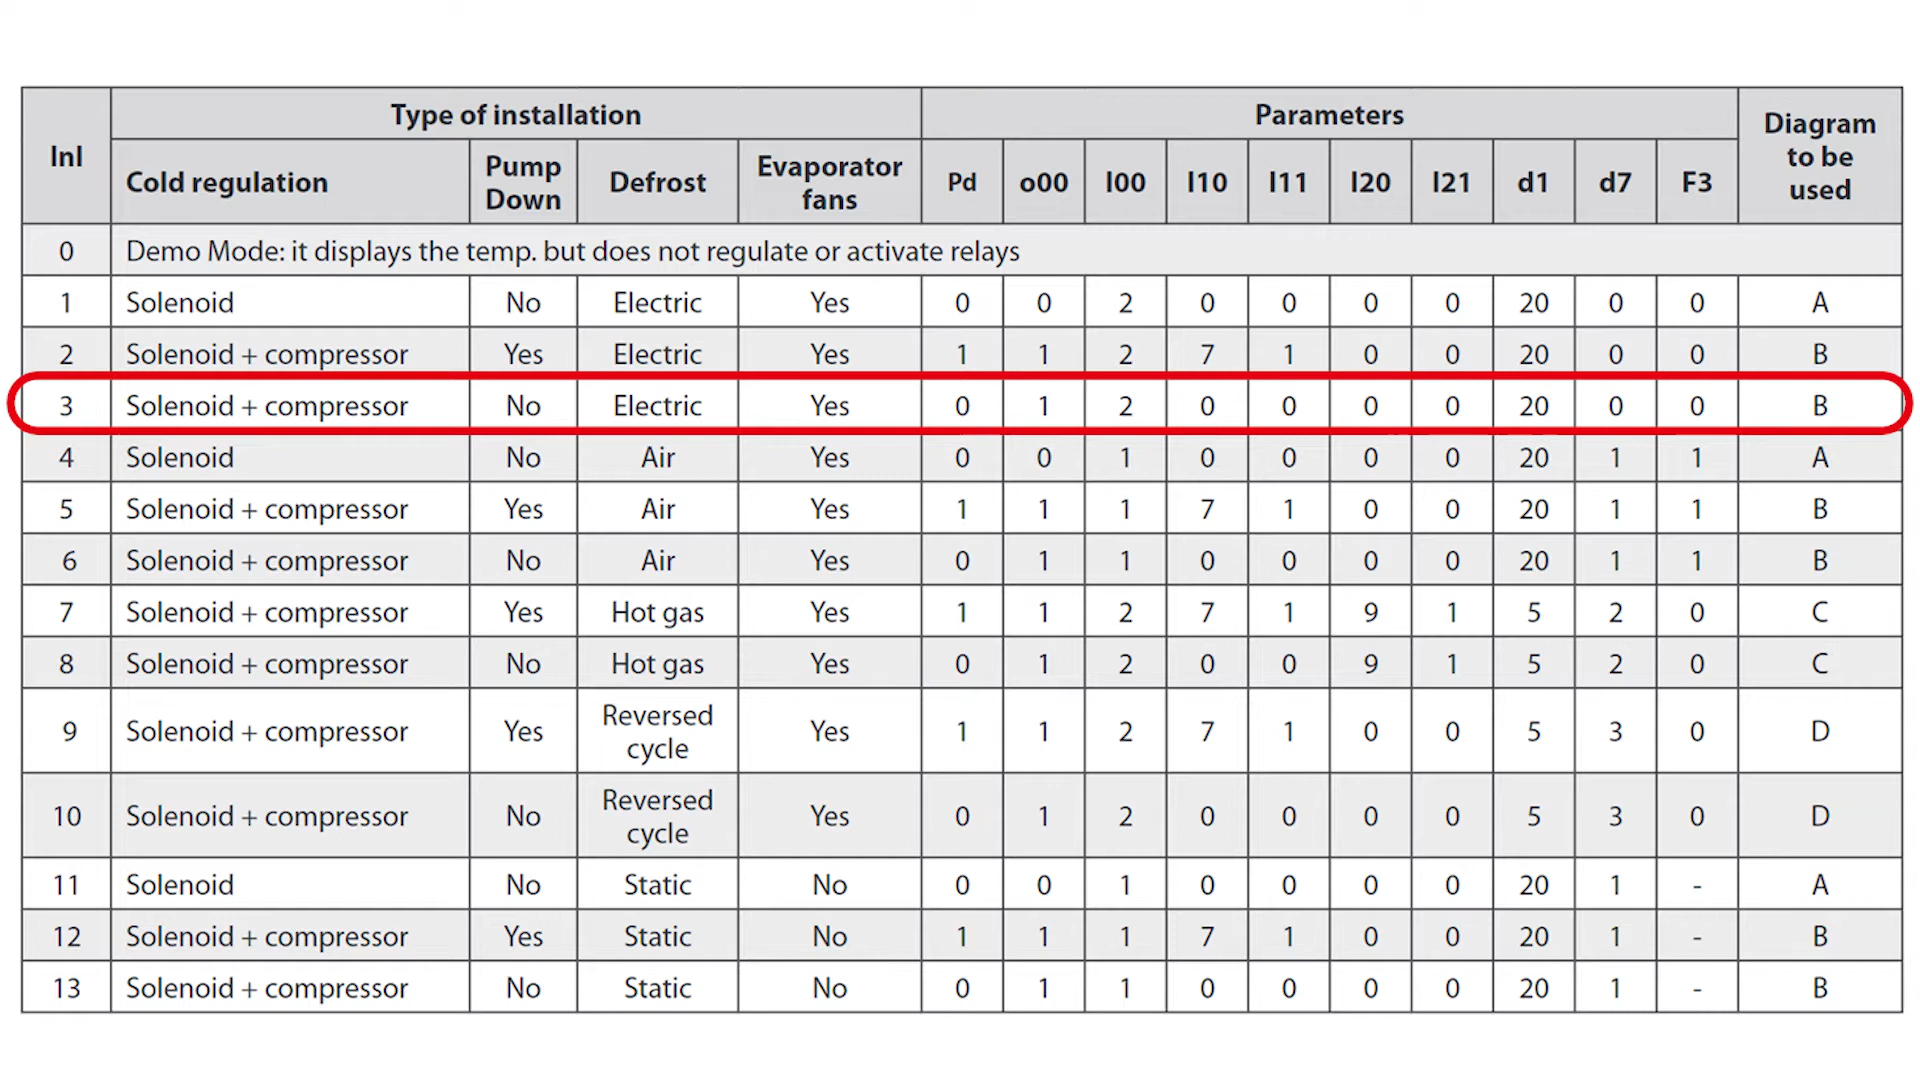 InI Type of installation Parameters Diagram to be used
Cold regulation Pump Down Defrost Evaporator fans Pd o00 I00 I10 I11 I20 I21 d1 d7 F3
0 Demo Mode: it displays the temp. but does not regulate or activate relays
1 Solenoid No Electric Yes 0 0 2 0 0 0 0 20 0 0 A
2 Solenoid + compressor Yes Electric Yes 1 1 2 7 1 0 0 20 0 0 B
3 Solenoid + compressor No Electric Yes 0 1 2 0 0 0 0 20 0 0 B
4 Solenoid No Air Yes 0 0 1 0 0 0 0 20 1 1 A
5 Solenoid + compressor Yes Air Yes 1 1 1 7 1 0 0 20 1 1 B
6 Solenoid + compressor No Air Yes 0 1 1 0 0 0 0 20 1 1 B
7 Solenoid + compressor Yes Hot gas Yes 1 1 2 7 1 9 1 5 2 0 C
8 Solenoid + compressor No Hot gas Yes 0 1 2 0 0 9 1 5 2 0 C
9 Solenoid + compressor Yes Reversed cycle Yes 1 1 2 7 1 0 0 5 3 0 D
10 Solenoid + compressor No Reversed cycle Yes 0 1 2 0 0 0 0 5 3 0 D
11 Solenoid No Static No 0 0 1 0 0 0 0 20 1 - A
12 Solenoid + compressor Yes Static No 1 1 1 7 1 0 0 20 1 - B
13 Solenoid + compressor No Static No 0 1 1 0 0 0 0 20 1 - B